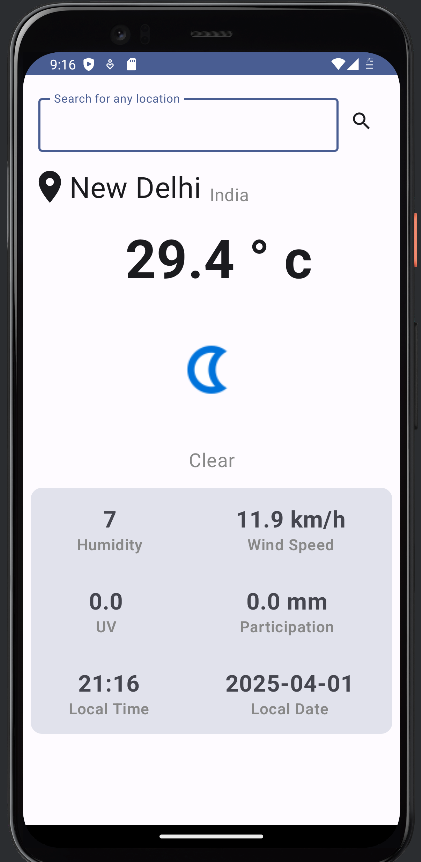 9:16
Search for any location
New Delhi India
29.4 ° c
Clear
7 11.9 km/h
Humidity Wind Speed
0.0 0.0 mm
UV Participation
21:16 2025-04-01
Local Time Local Date